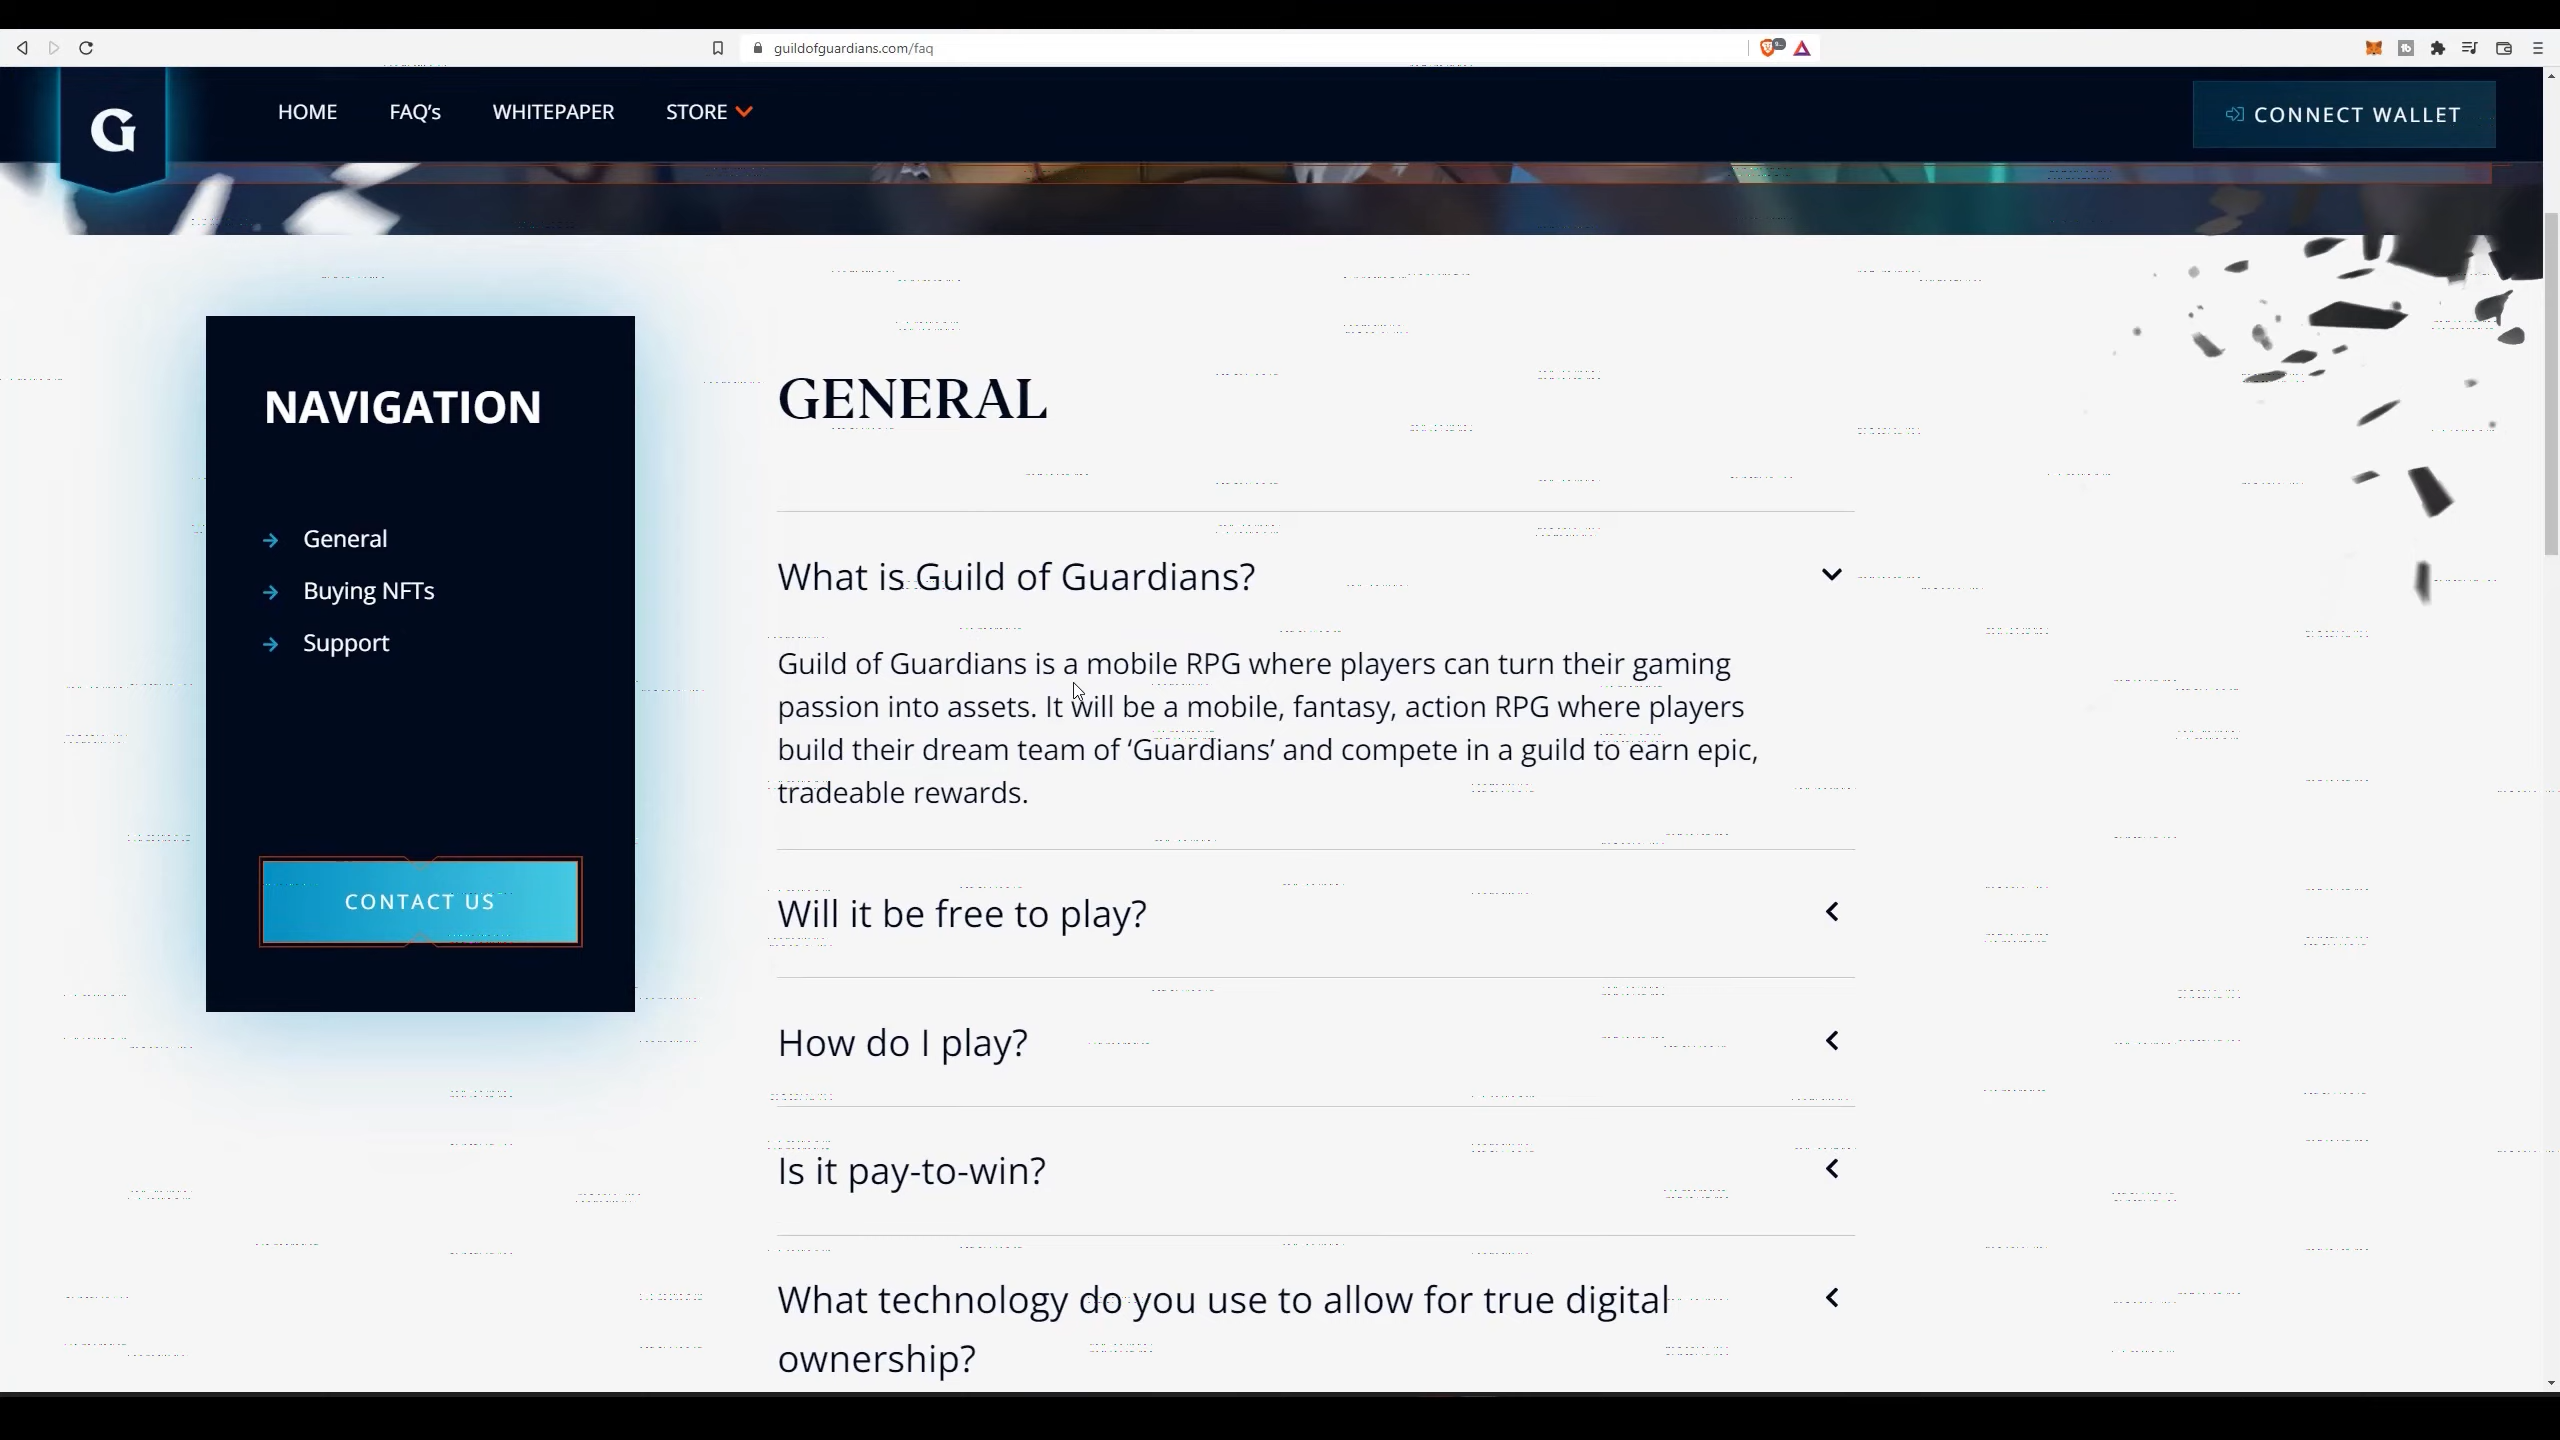 guildofguardians.com/faq
G
HOME
FAQ's
WHITEPAPER
STORE
CONNECT WALLET
NAVIGATION
General
Buying NFTs
Support
CONTACT US
GENERAL
What is Guild of Guardians?
Guild of Guardians is a mobile RPG where players can turn their gaming
passion into assets. It will be a mobile, fantasy, action RPG where players
build their dream team of ‘Guardians’ and compete in a guild to earn epic,
tradeable rewards.
Will it be free to play?
How do I play?
Is it pay-to-win?
What technology do you use to allow for true digital
ownership?